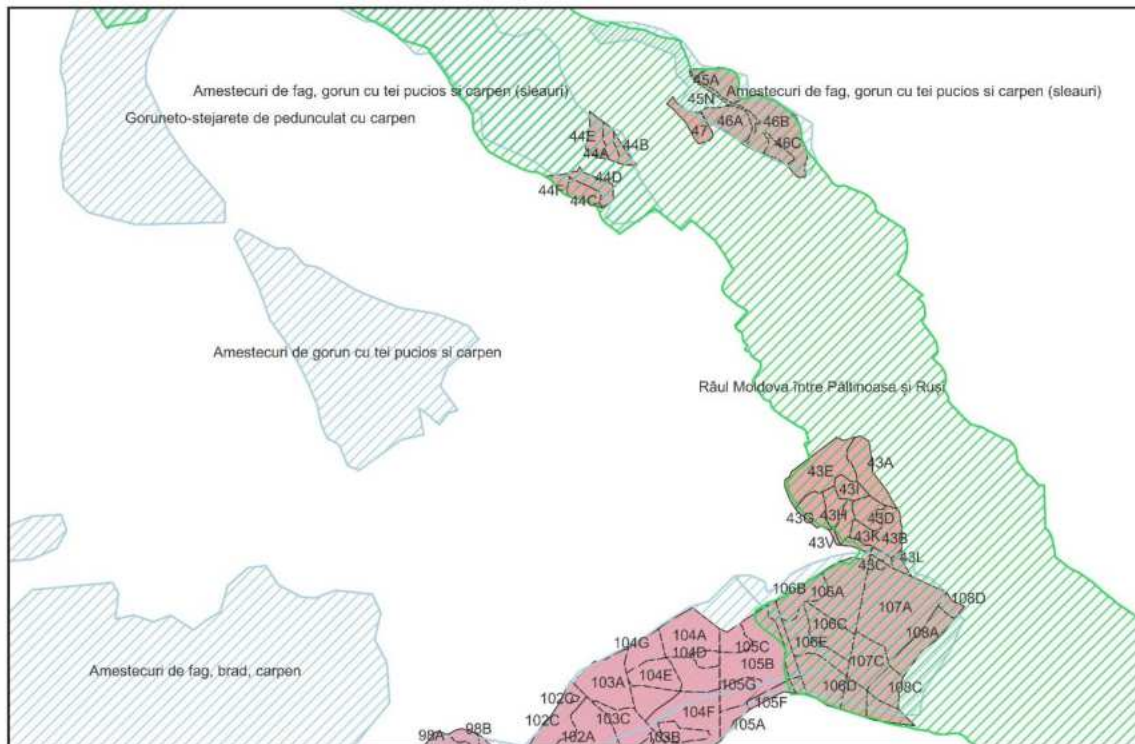 45A
Amestecuri de fag, gorun cu tei pucios si carpen (sleauri)
Amestecuri de fag, gorun cu tei pucios si carpen (sleauri)
45N
Goruneto-stejarete de pedunculat cu carpen
46A
46B
47
44E
44B
46C
44A
44D
44F
44C
Amestecuri de gorun cu tei pucios si carpen
Râul Moldova între Păltinoasa și Ruși
43E
43A
43I
43G
43H
43D
43V
43K
43B
43C
43L
106B
106A
107A
108D
106C
104G
104A
106E
108A
104D
105C
105B
107C
Amestecuri de fag, brad, carpen
103A
104E
105G
106D
108C
102G
105F
102C
103C
104F
105A
98B
98A
102A
103B